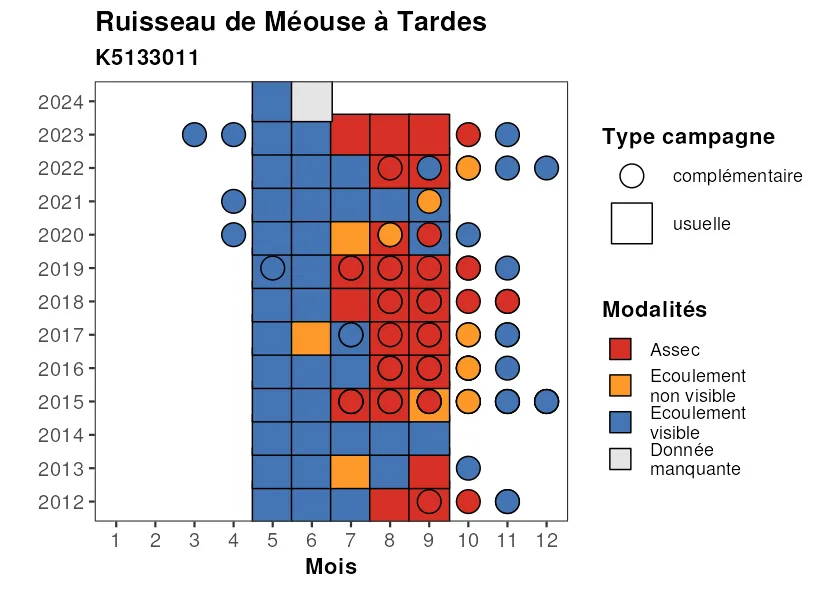 Ruisseau de Méouse à Tardes
K5133011
2024
2023
2022
2021
2020
2019
2018
2017
2016
2015
2014
2013
2012
1 2 3 4 5 6 7 8 9 10 11 12
Mois
Type campagne
complémentaire
usuelle
Modalités
Assec
Ecoulement
non visible
Ecoulement
visible
Donnée
manquante